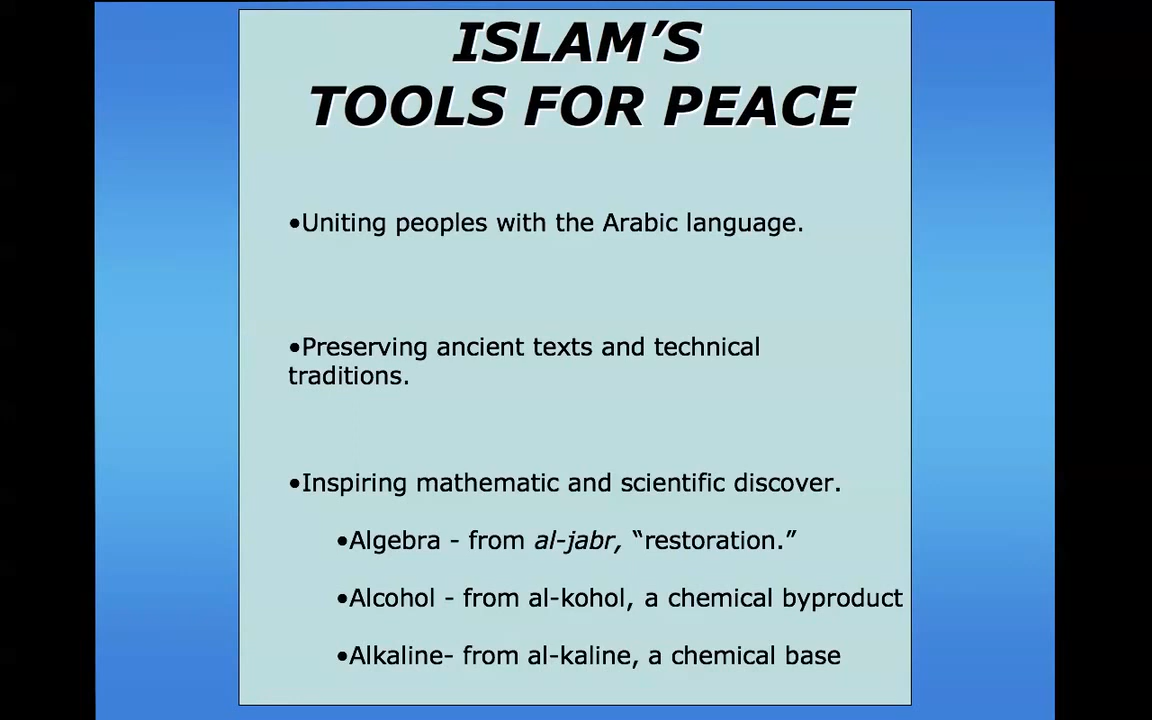 ISLAM’S
TOOLS FOR PEACE
•Uniting peoples with the Arabic language.
•Preserving ancient texts and technical
traditions.
•Inspiring mathematic and scientific discover.
•Algebra - from al-jabr, “restoration.”
•Alcohol - from al-kohol, a chemical byproduct
•Alkaline- from al-kaline, a chemical base